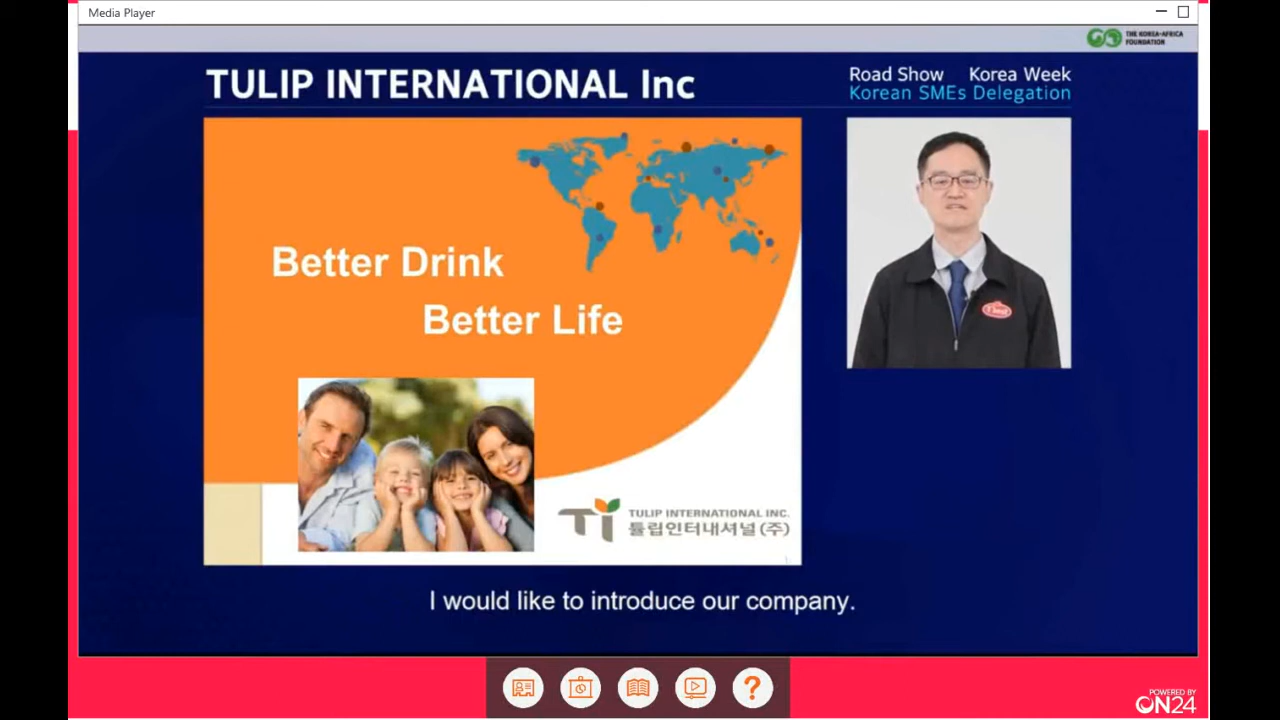 Media Player
THE KOREA-AFRICA
FOUNDATION
TULIP INTERNATIONAL Inc
Road Show Korea Week
Korean SMEs Delegation
Better Drink
Better Life
TULIP INTERNATIONAL INC.
튤립인터내셔널(주)
I would like to introduce our company.
?
POWERED BY
ON24